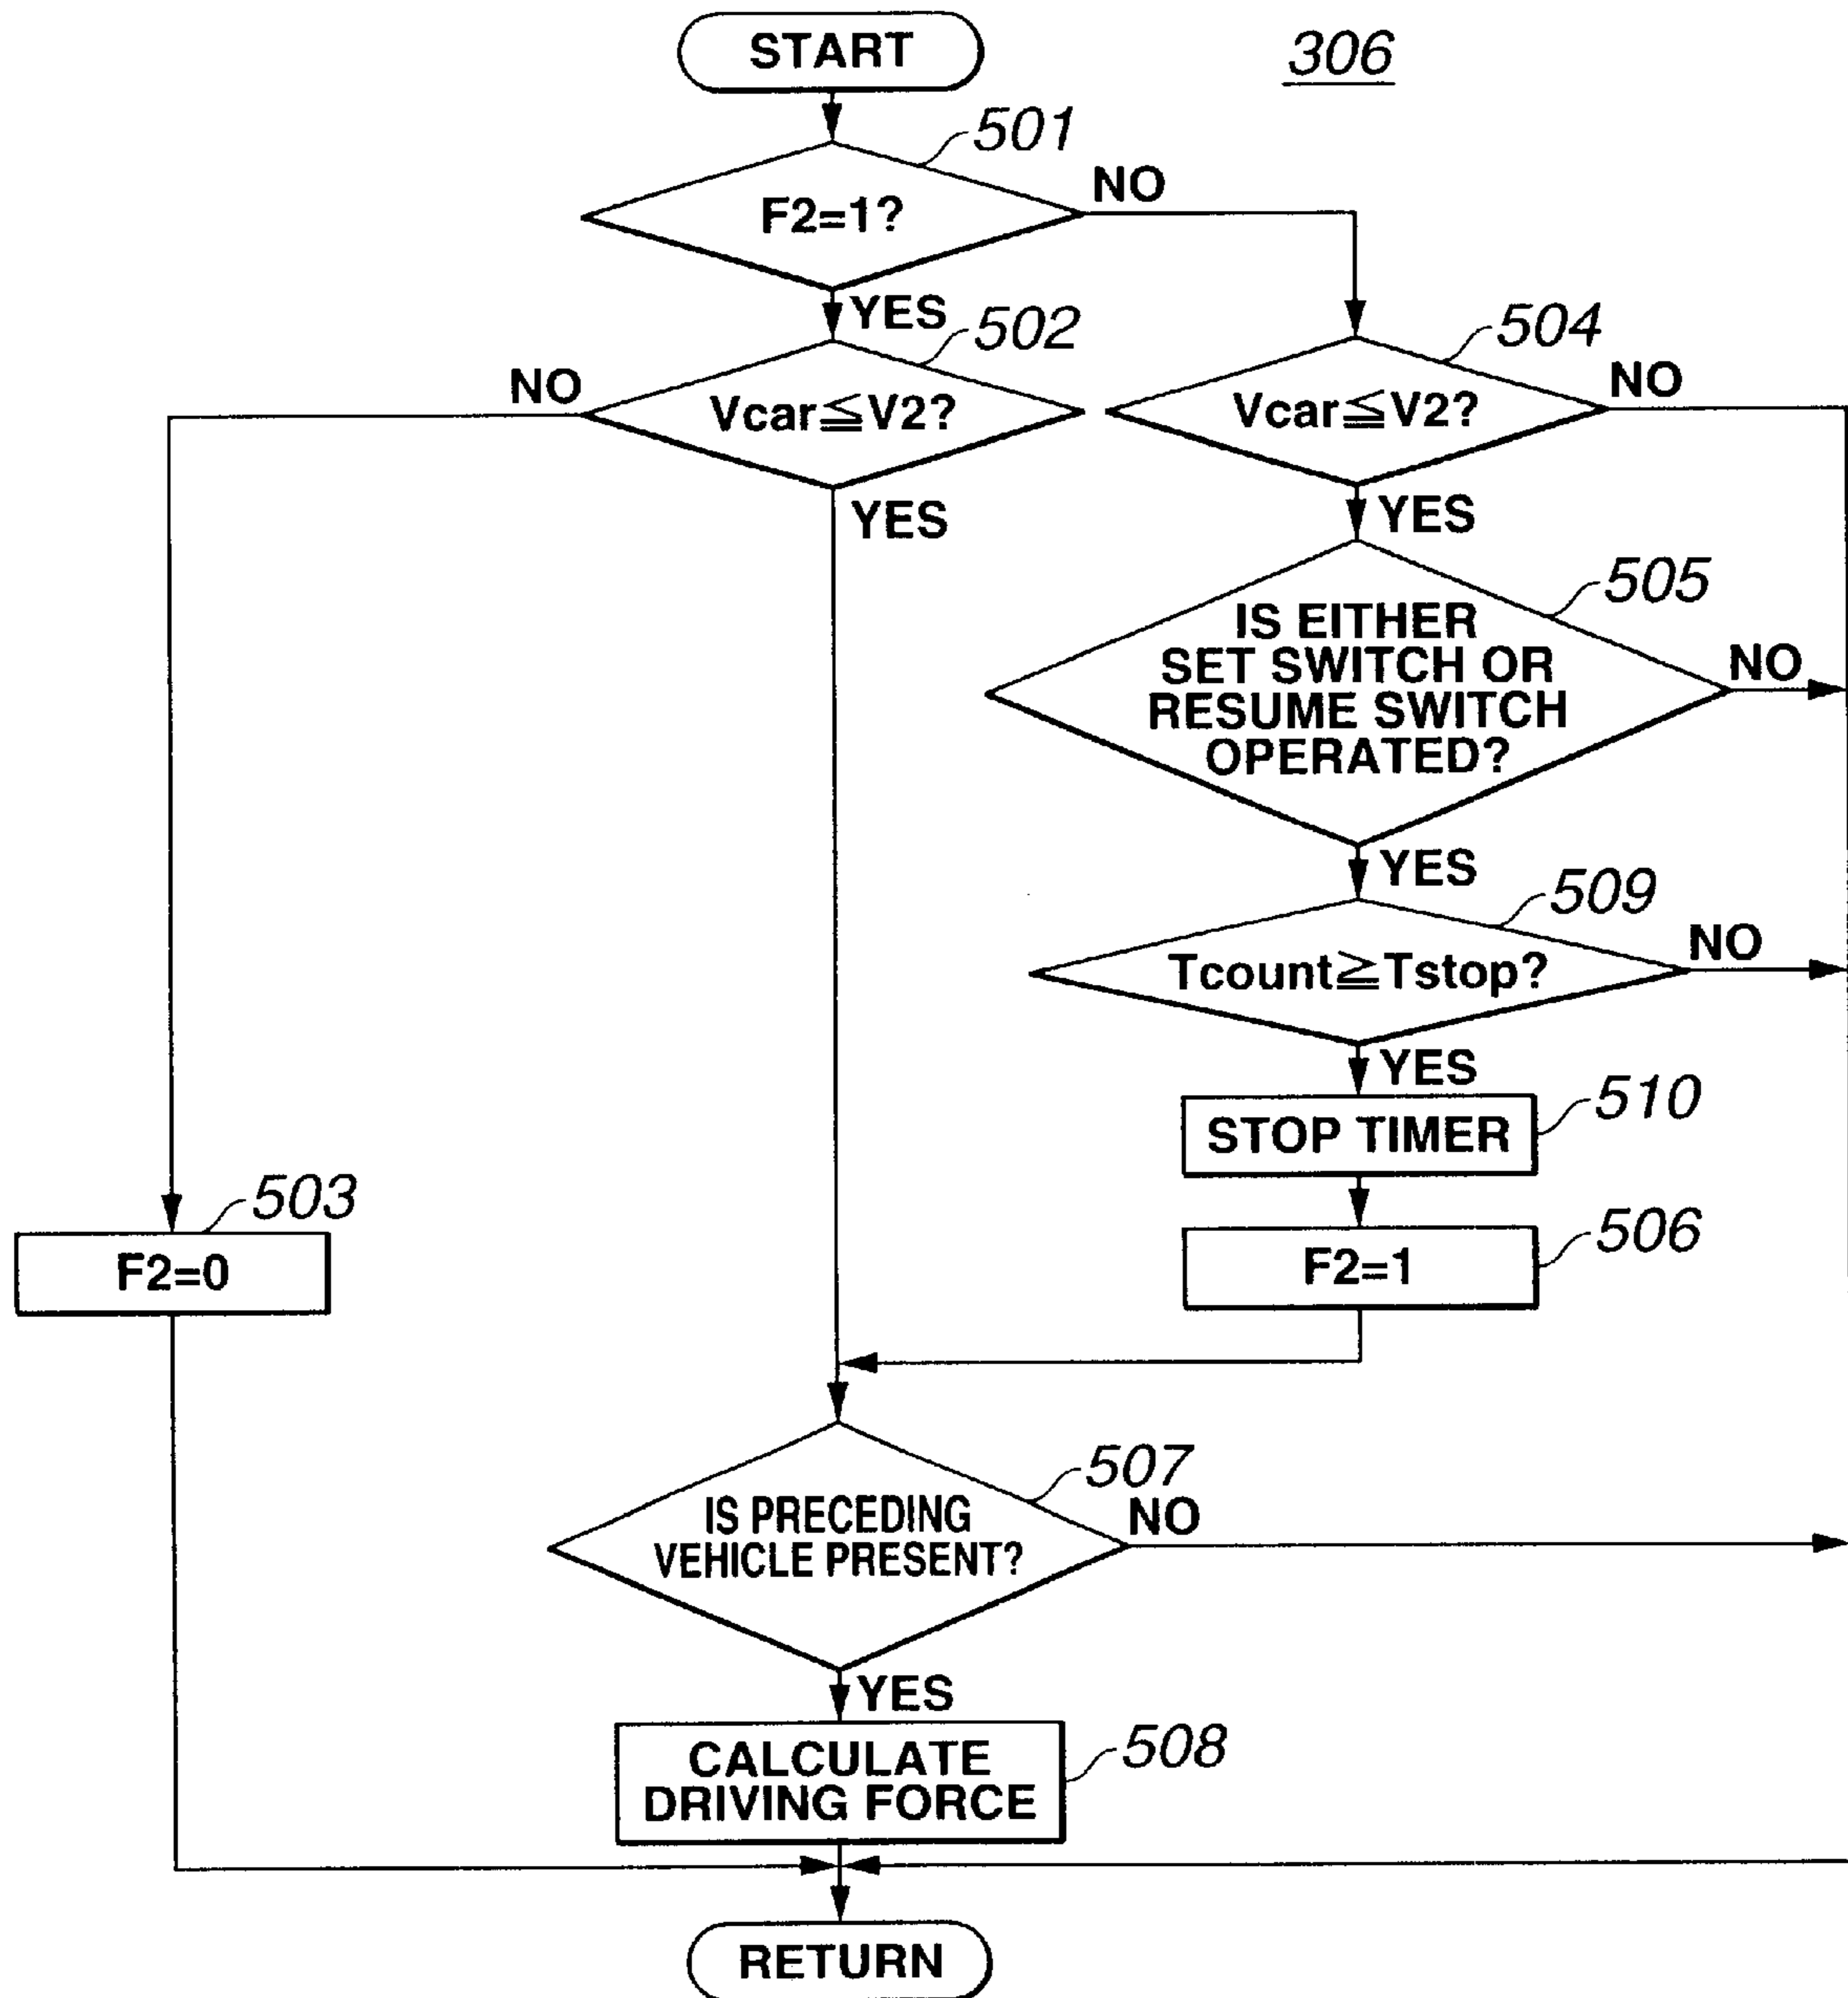 START
306
501
F2=1?
NO
YES
502
504
NO
Vcar≦V2?
Vcar≦V2?
NO
YES
YES
505
IS EITHER
SET SWITCH OR
RESUME SWITCH
OPERATED?
NO
YES
509
Tcount≧Tstop?
NO
YES
510
STOP TIMER
503
506
F2=0
F2=1
507
IS PRECEDING
VEHICLE PRESENT?
NO
YES
508
CALCULATE
DRIVING FORCE
RETURN